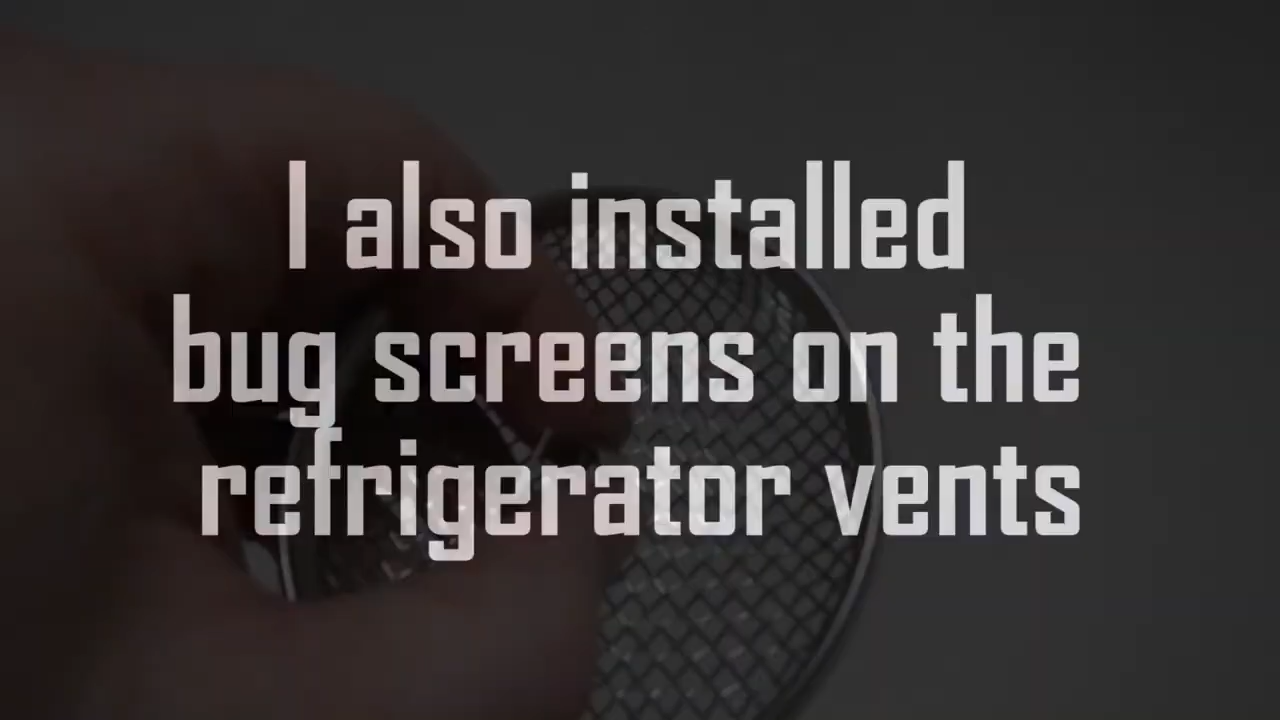 I also installed
bug screens on the
refrigerator vents